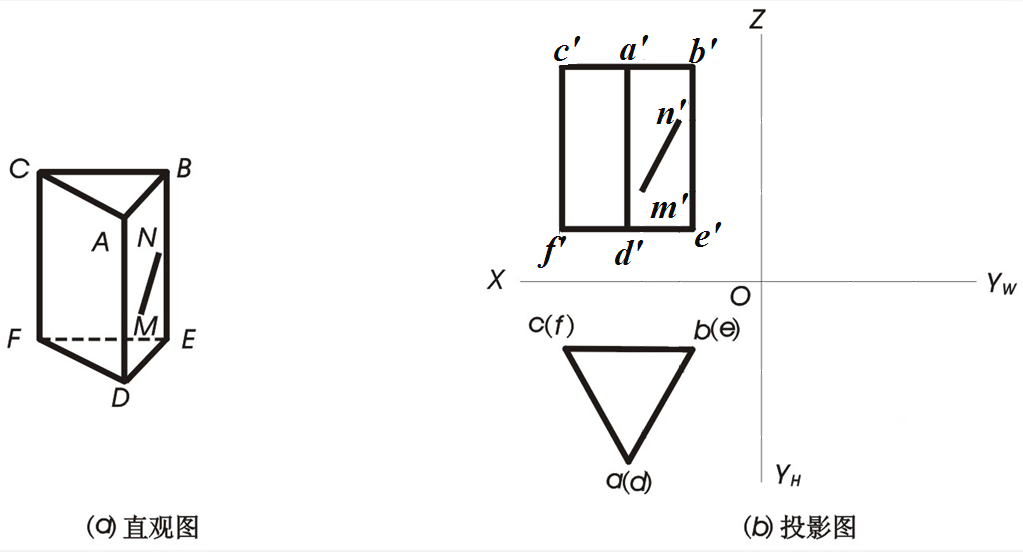 Z
c′ a′ b′
n′
C B
m′
A N
f′ d′ e′
X O Y_W
M
c(f) b(e)
F E
D
a(d) Y_H
(a) 直观图
(b) 投影图